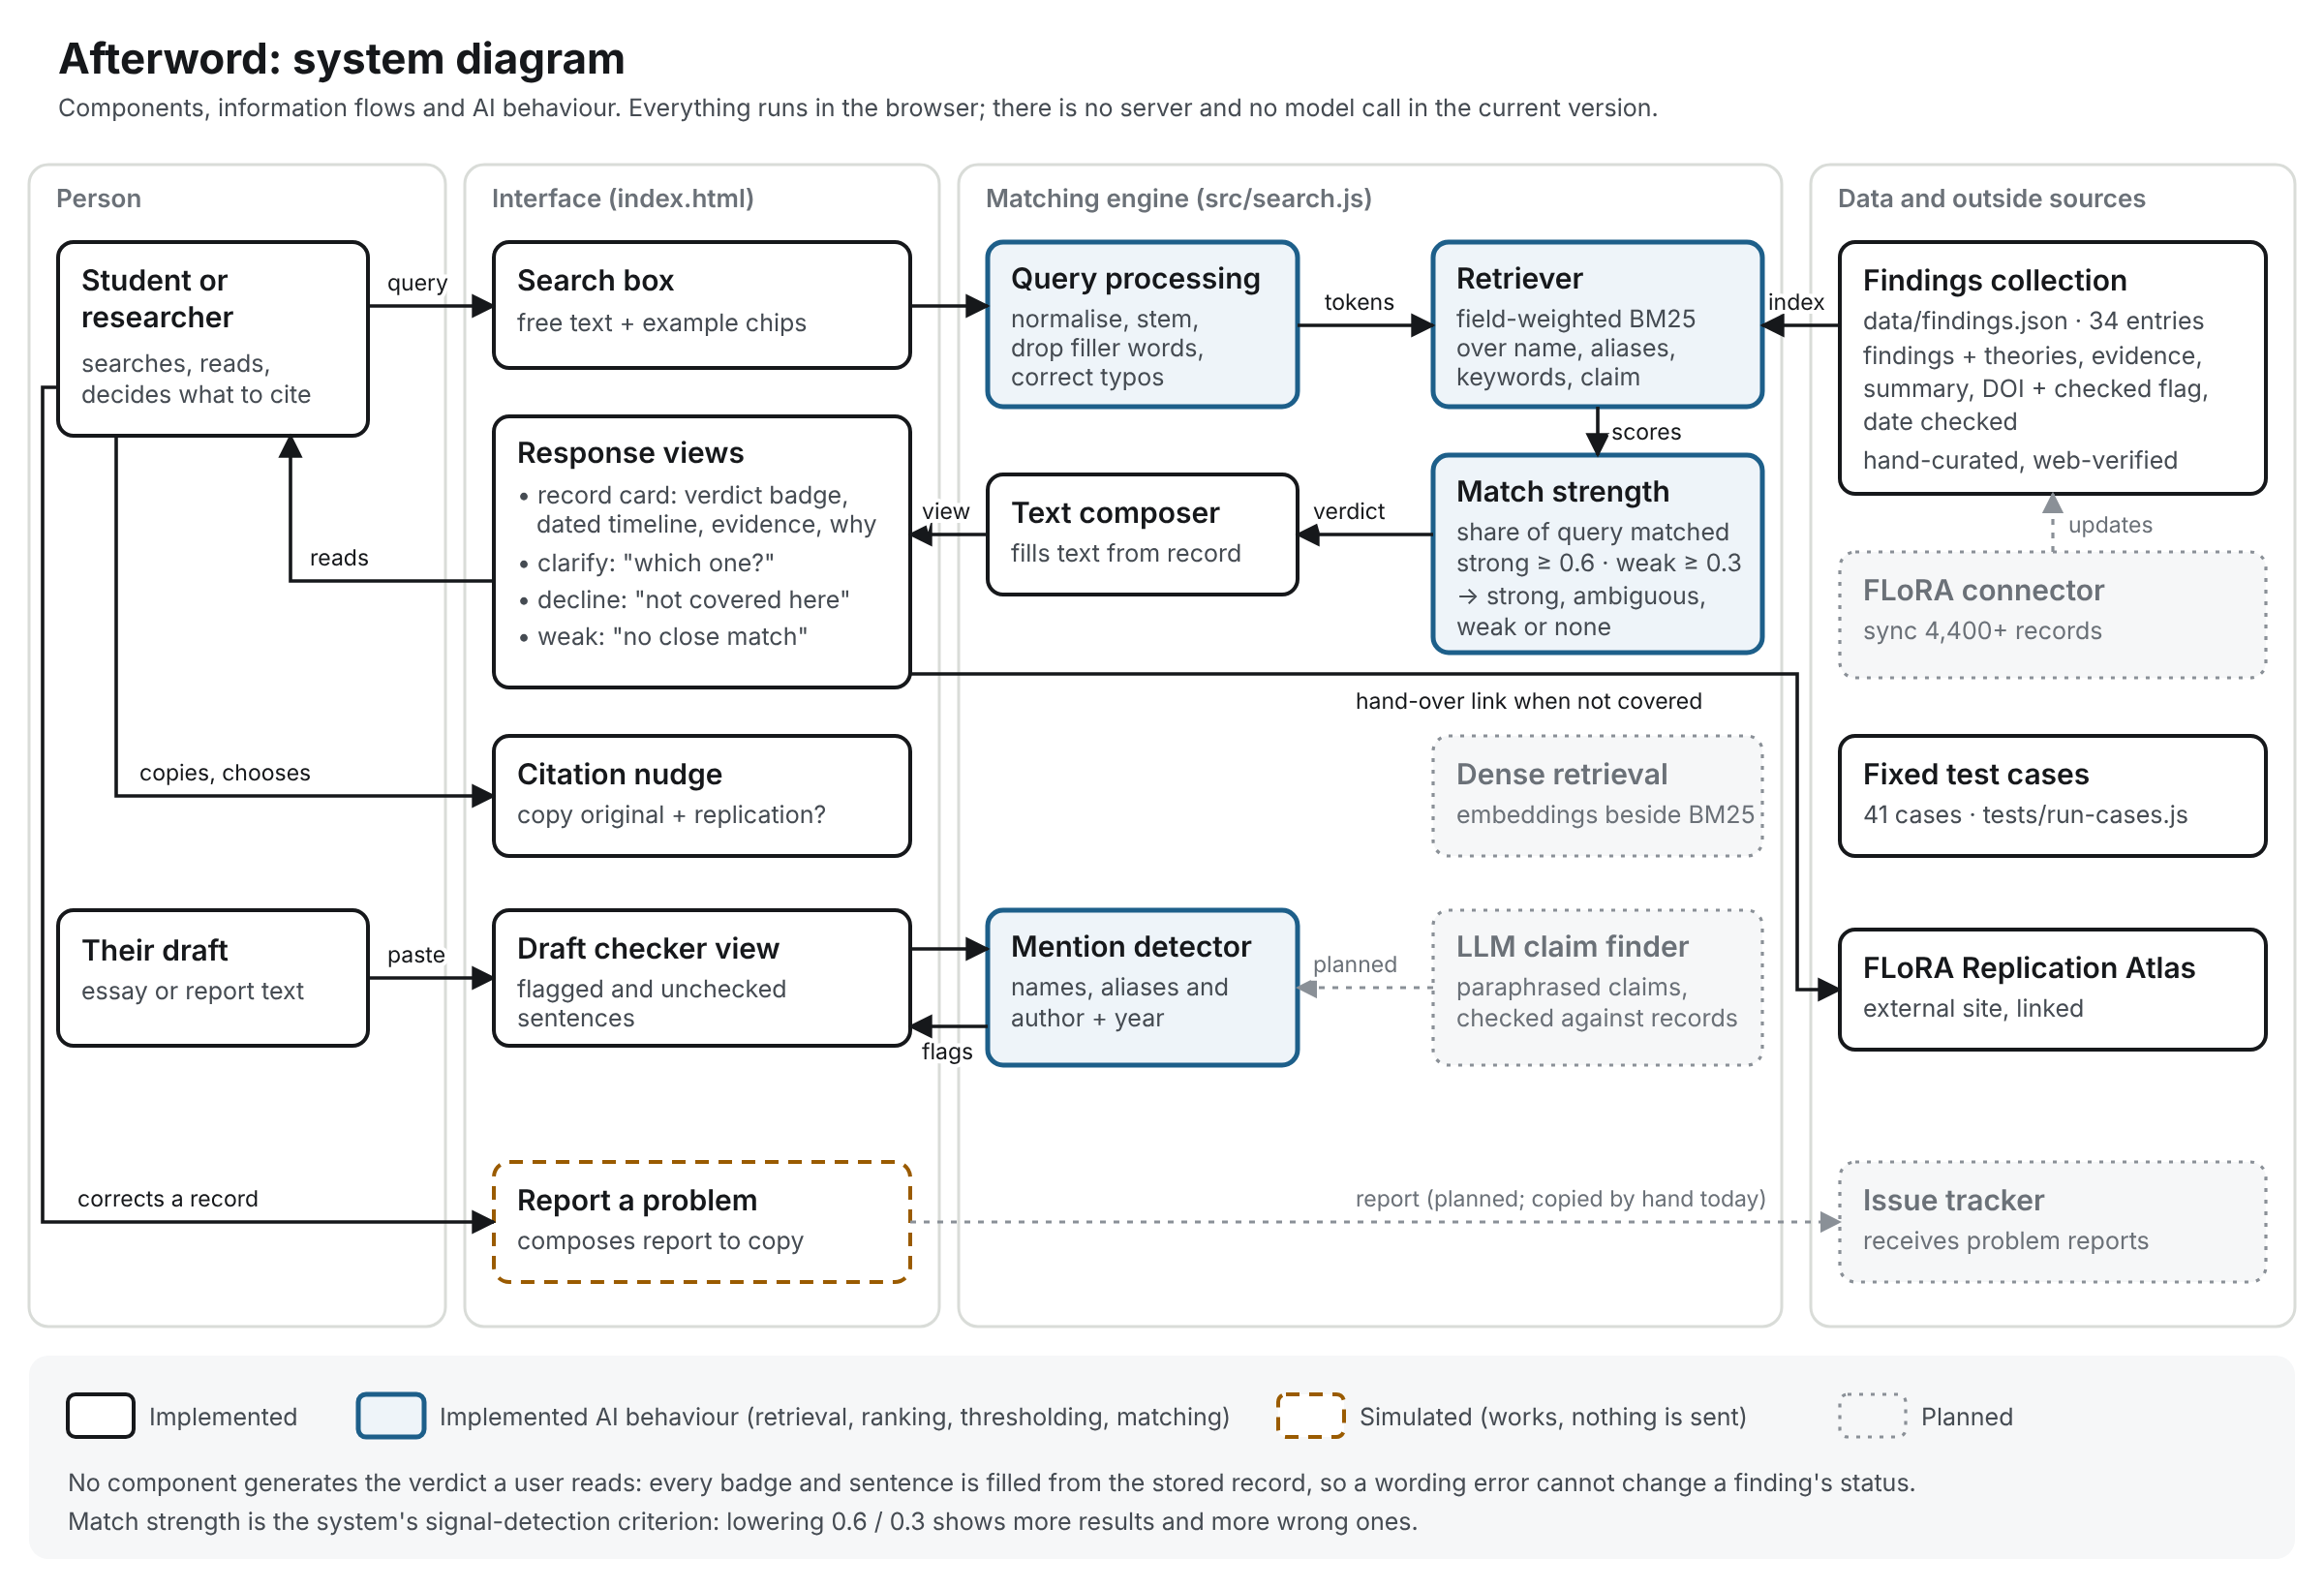 Afterword: system diagram
Components, information flows and AI behaviour. Everything runs in the browser; there is no server and no model call in the current version.
Person
Student or
researcher
searches, reads,
decides what to cite
query
reads
copies, chooses
Their draft
essay or report text
paste
corrects a record
Interface (index.html)
Search box
free text + example chips
Response views
• record card: verdict badge,
dated timeline, evidence, why
• clarify: "which one?"
• decline: "not covered here"
• weak: "no close match"
Citation nudge
copy original + replication?
Draft checker view
flagged and unchecked
sentences
Report a problem
composes report to copy
Matching engine (src/search.js)
Query processing
normalise, stem,
drop filler words,
correct typos
tokens
Retriever
field-weighted BM25
over name, aliases,
keywords, claim
index
scores
view
Text composer
fills text from record
verdict
Match strength
share of query matched
strong ≥ 0.6 · weak ≥ 0.3
→ strong, ambiguous,
weak or none
hand-over link when not covered
Dense retrieval
embeddings beside BM25
Mention detector
names, aliases and
author + year
flags
planned
LLM claim finder
paraphrased claims,
checked against records
report (planned; copied by hand today)
Data and outside sources
Findings collection
data/findings.json · 34 entries
findings + theories, evidence,
summary, DOI + checked flag,
date checked
hand-curated, web-verified
updates
FLoRA connector
sync 4,400+ records
Fixed test cases
41 cases · tests/run-cases.js
FLoRA Replication Atlas
external site, linked
Issue tracker
receives problem reports
Implemented
Implemented AI behaviour (retrieval, ranking, thresholding, matching)
Simulated (works, nothing is sent)
Planned
No component generates the verdict a user reads: every badge and sentence is filled from the stored record, so a wording error cannot change a finding's status.
Match strength is the system's signal-detection criterion: lowering 0.6 / 0.3 shows more results and more wrong ones.